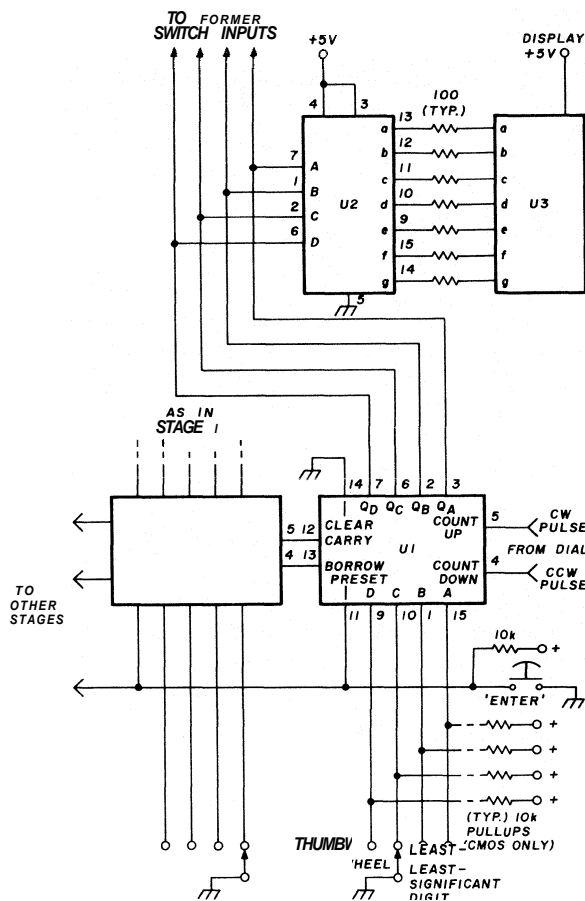 TO FORMER
SWITCH INPUTS
+5V
DISPLAY
+5V
4
3
100
(TYP.)
7 A
1 B
2 C
6 D
U2
5
a 13
b 12
c 11
d 10
e 9
f 15
g 14
a
b
c
d
e
f
g
U3
AS IN
STAGE 1
14 7 6 2 3
QD QC QB QA
5 12 CLEAR
CARRY
4 13 BORROW
PRESET
U1
COUNT
UP
COUNT
DOWN
D C B A
11 9 10 1 15
5 CW
PULSE
FROM DIAL
4 CCW
PULSE
TO
OTHER
STAGES
10k
+
'ENTER'
+
+
+
+
(TYP.) 10k
PULLUPS
(CMOS ONLY)
LEAST-
HEEL
LEAST-
SIGNIFICANT
DIGIT